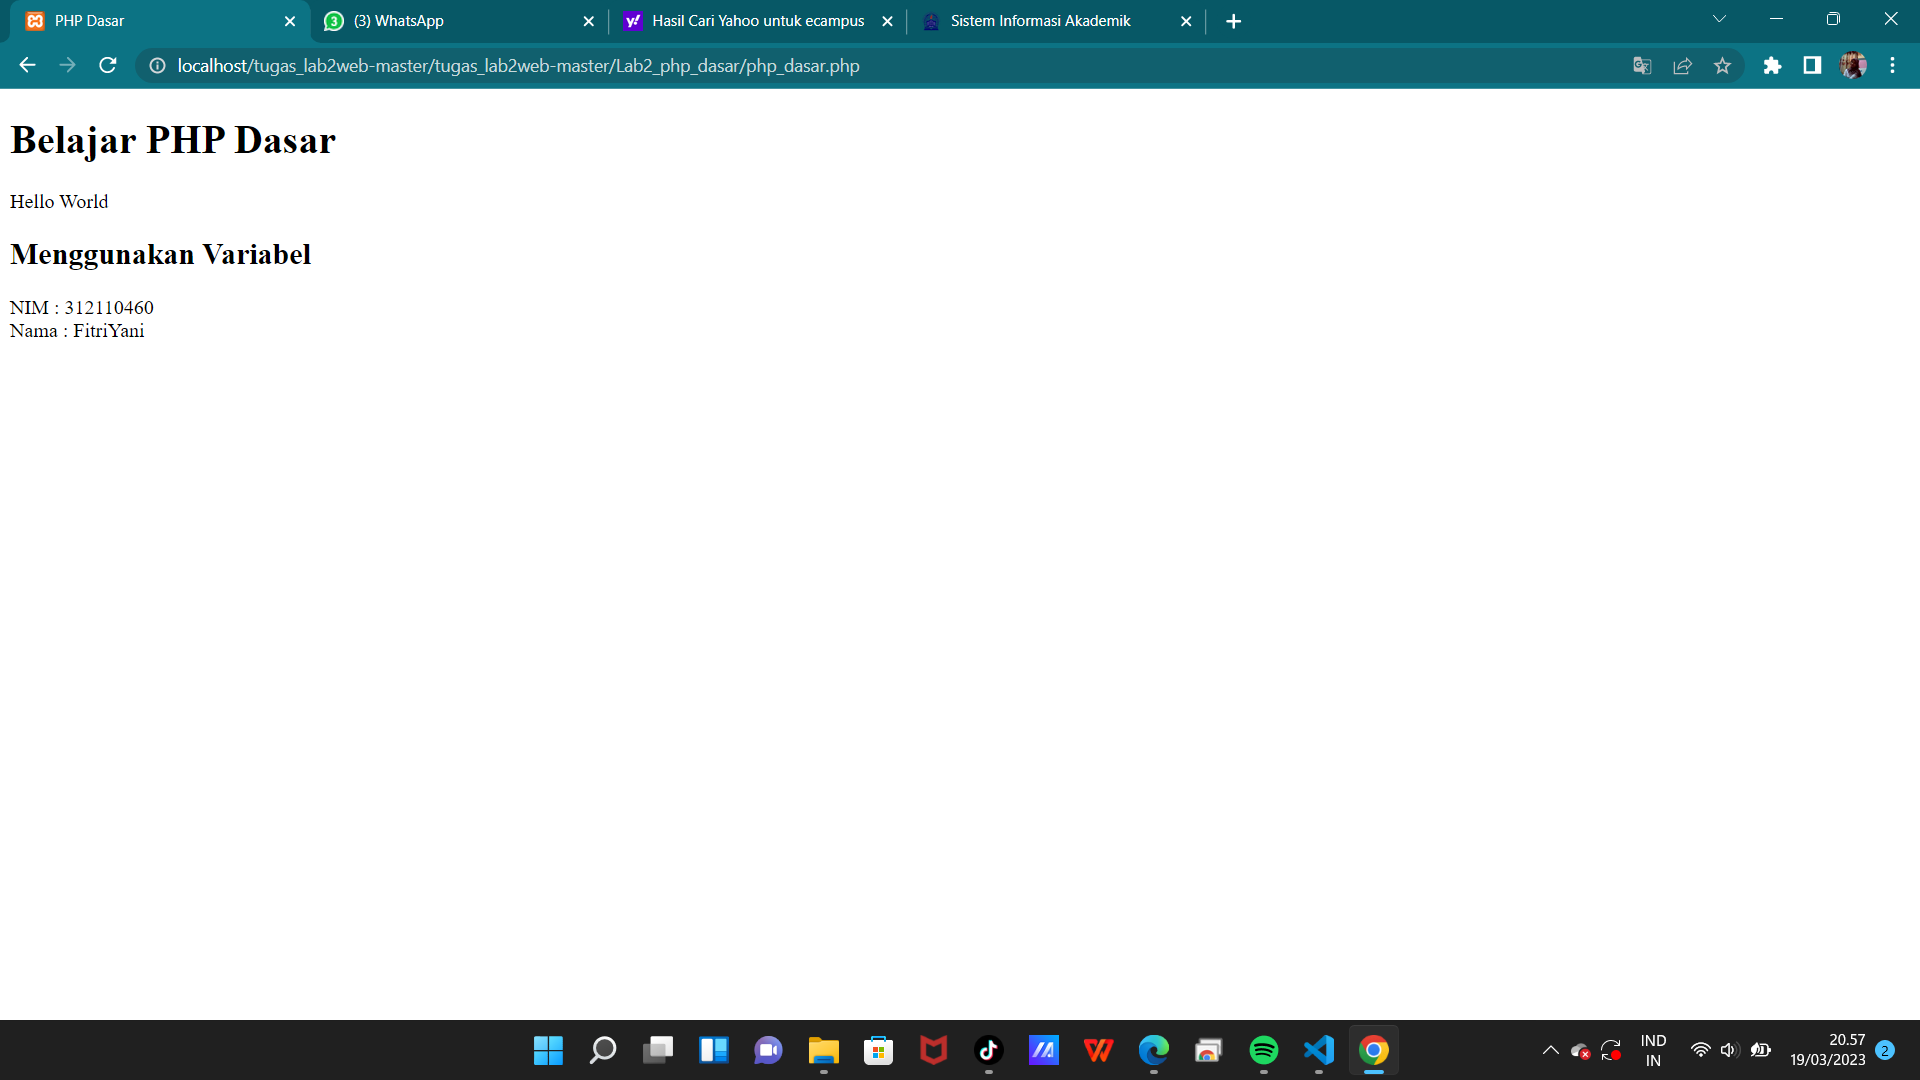 PHP Dasar
(3) WhatsApp
Hasil Cari Yahoo untuk ecampus
Sistem Informasi Akademik
localhost/tugas_lab2web-master/tugas_lab2web-master/Lab2_php_dasar/php_dasar.php
Belajar PHP Dasar
Hello World
Menggunakan Variabel
NIM : 312110460
Nama : FitriYani
IND
IN
20.57
19/03/2023
2